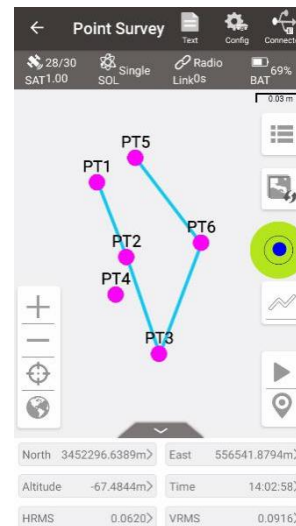 Point Survey
Text Config Connect
28/30 Single Radio 69%
SAT1.00 SOL Link0s BAT
0.03 m
PT5
PT1
PT2
PT6
PT4
PT3
North 3452296.6389m East 556541.8794m
Altitude -67.4844m Time 14:02:58
HRMS 0.0620 VRMS 0.0916